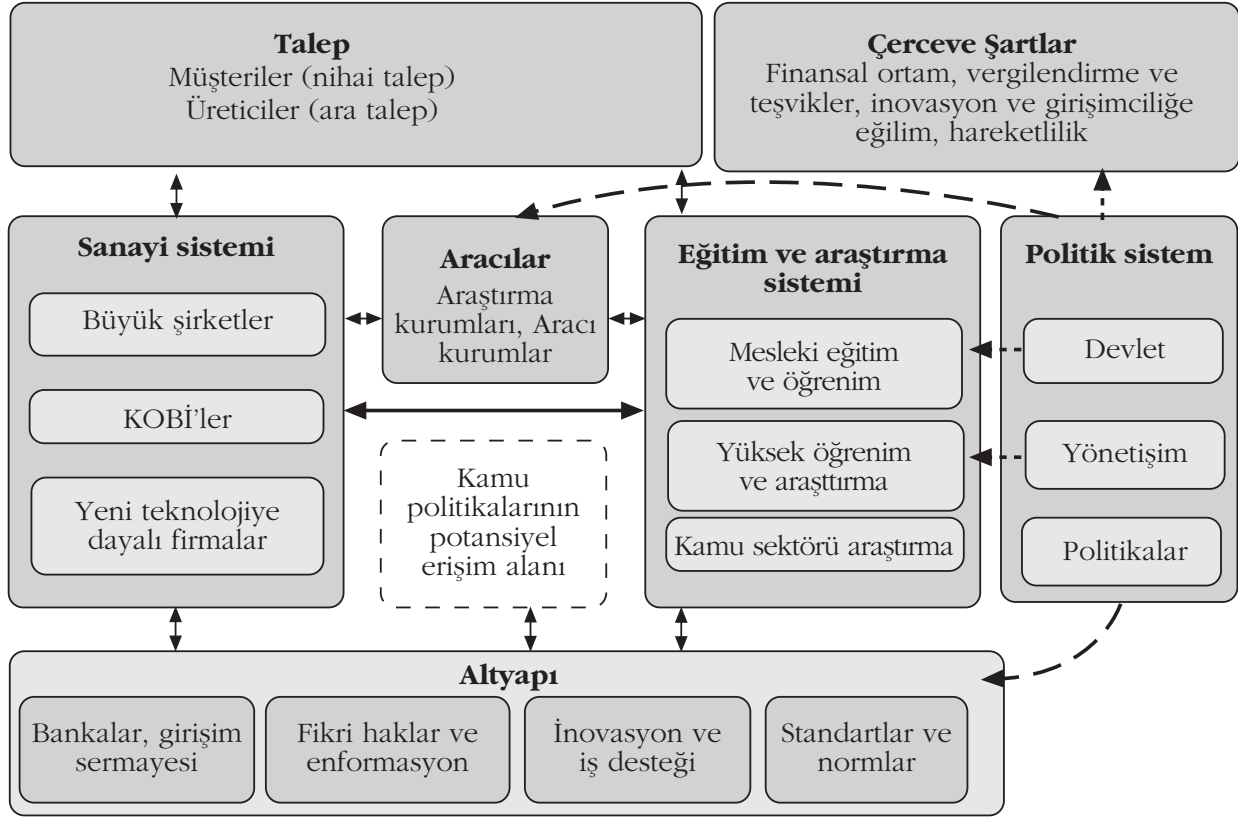 Talep
Müşteriler (nihai talep)
Üreticiler (ara talep)
Çerceve Şartlar
Finansal ortam, vergilendirme ve
teşvikler, inovasyon ve girişimciliğe
eğilim, hareketlilik
Sanayi sistemi
Büyük şirketler
KOBİ’ler
Yeni teknolojiye
dayalı firmalar
Aracılar
Araştırma
kurumları, Aracı
kurumlar
Kamu
politikalarının
potansiyel
erişim alanı
Eğitim ve araştırma
sistemi
Mesleki eğitim
ve öğrenim
Yüksek öğrenim
ve araşttırma
Kamu sektörü araştırma
Politik sistem
Devlet
Yönetişim
Politikalar
Altyapı
Bankalar, girişim
sermayesi
Fikri haklar ve
enformasyon
İnovasyon ve
iş desteği
Standartlar ve
normlar